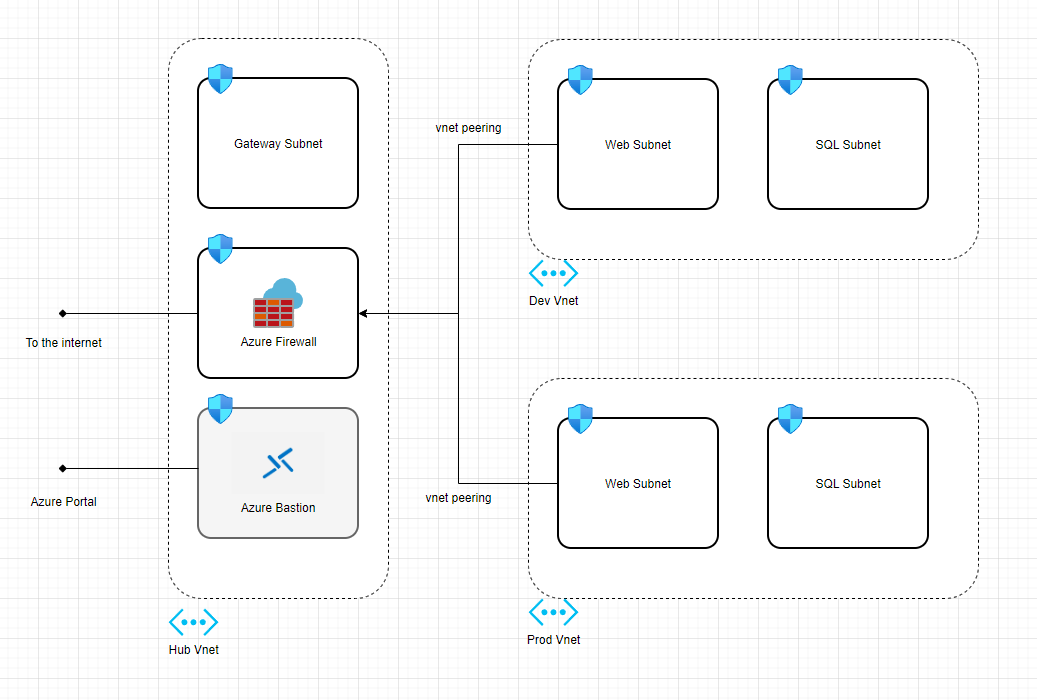 Gateway Subnet
Azure Firewall
Azure Bastion
To the internet
Azure Portal
Hub Vnet
vnet peering
vnet peering
Web Subnet
SQL Subnet
Dev Vnet
Web Subnet
SQL Subnet
Prod Vnet